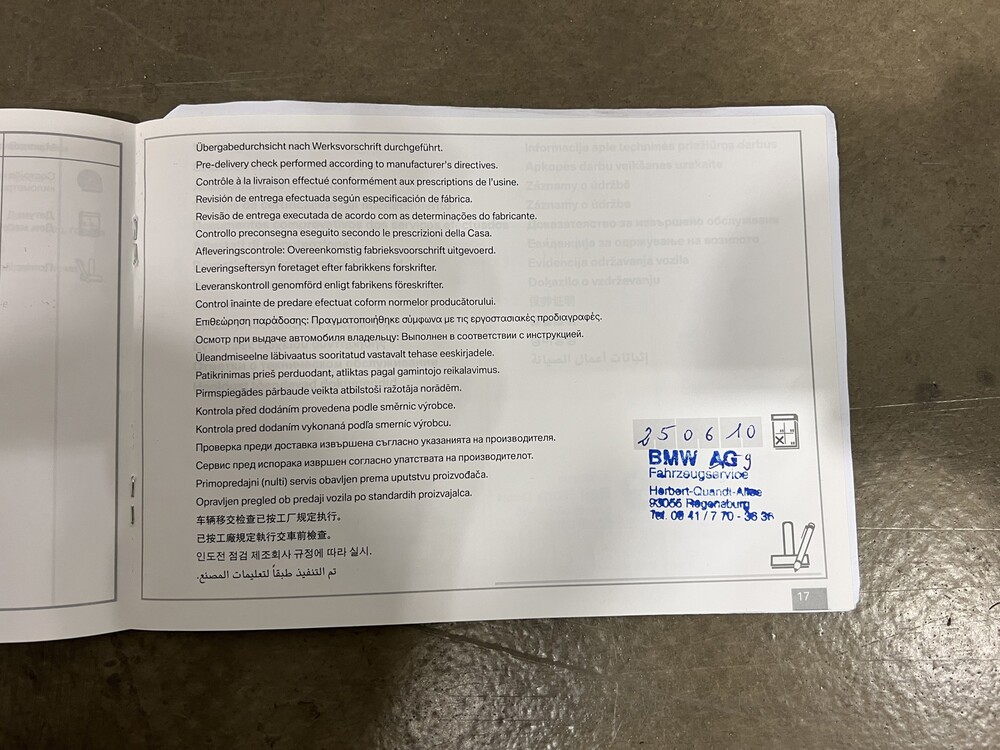 Übergabedurchsicht nach Werksvorschrift durchgeführt.
Pre-delivery check performed according to manufacturer's directives.
Contrôle à la livraison effectué conformément aux prescriptions de l'usine.
Revisión de entrega efectuada según especificación de fábrica.
Revisão de entrega executada de acordo com as determinações do fabricante.
Controllo preconsegna eseguito secondo le prescrizioni della Casa.
Afleveringscontrole: Overeenkomstig fabrieksvoorschrift uitgevoerd.
Leveringseftersyn foretaget efter fabrikkens forskrifter.
Leveranskontroll genomförd enligt fabrikens föreskrifter.
Control înainte de predare efectuat coform normelor producătorului.
Επιθεώρηση παράδοσης: Πραγματοποιήθηκε σύμφωνα με τις εργοστασιακές προδιαγραφές.
Осмотр при выдаче автомобиля владельцу: Выполнен в соответствии с инструкцией.
Üleandmiseelne läbivaatus sooritatud vastavalt tehase eeskirjadele.
Patikrinimas prieš perduodant, atliktas pagal gamintojo reikalavimus.
Pirmspiegādes pārbaude veikta atbilstoši ražotāja norādēm.
Kontrola před dodáním provedena podle směrnic výrobce.
Kontrola pred dodaním vykonaná podľa smerníc výrobcu.
Проверка преди доставка извършена съгласно указанията на производителя.
Сервис пред испорака извршен согласно упатствата на производителот.
Primopredajni (nulti) servis obavljen prema uputstvu proizvođača.
Opravljen pregled ob predaji vozila po standardih proizvajalca.
车辆移交检查已按工厂规定执行。
已按工廠規定執行交車前檢查。
인도전 점검 제조회사 규정에 따라 실시.
تم التنفيذ طبقاً لتعليمات المصنع.
250610
BMW AG 9
Fahrzeugservice
Herbert-Quandt-Allee
93055 Regensburg
Tel. 09 41 / 7 70 - 36 36
17